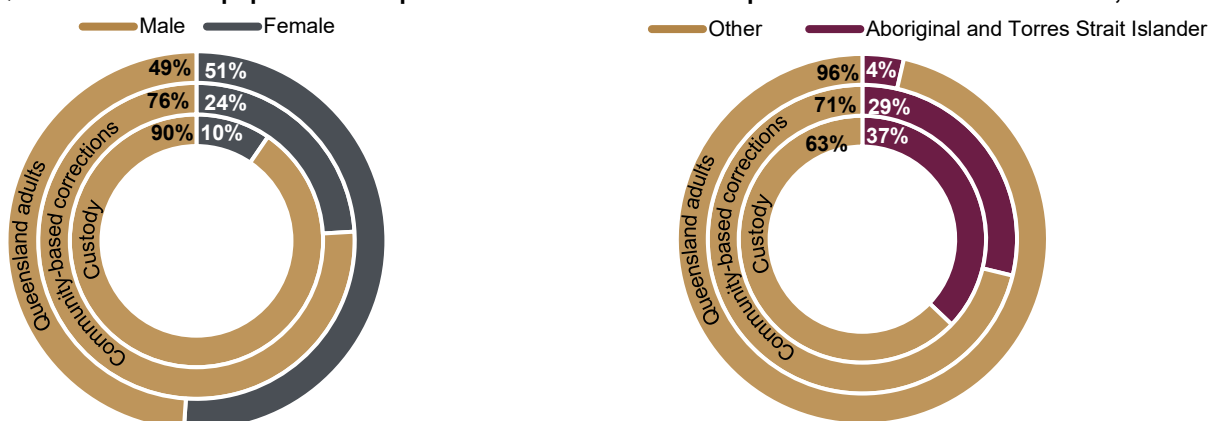 Male Female
49% 51%
76% 24%
90% 10%
Queensland adults
Community-based corrections
Custody
Other Aboriginal and Torres Strait Islander
96% 4%
71% 29%
63% 37%
Queensland adults
Community-based corrections
Custody